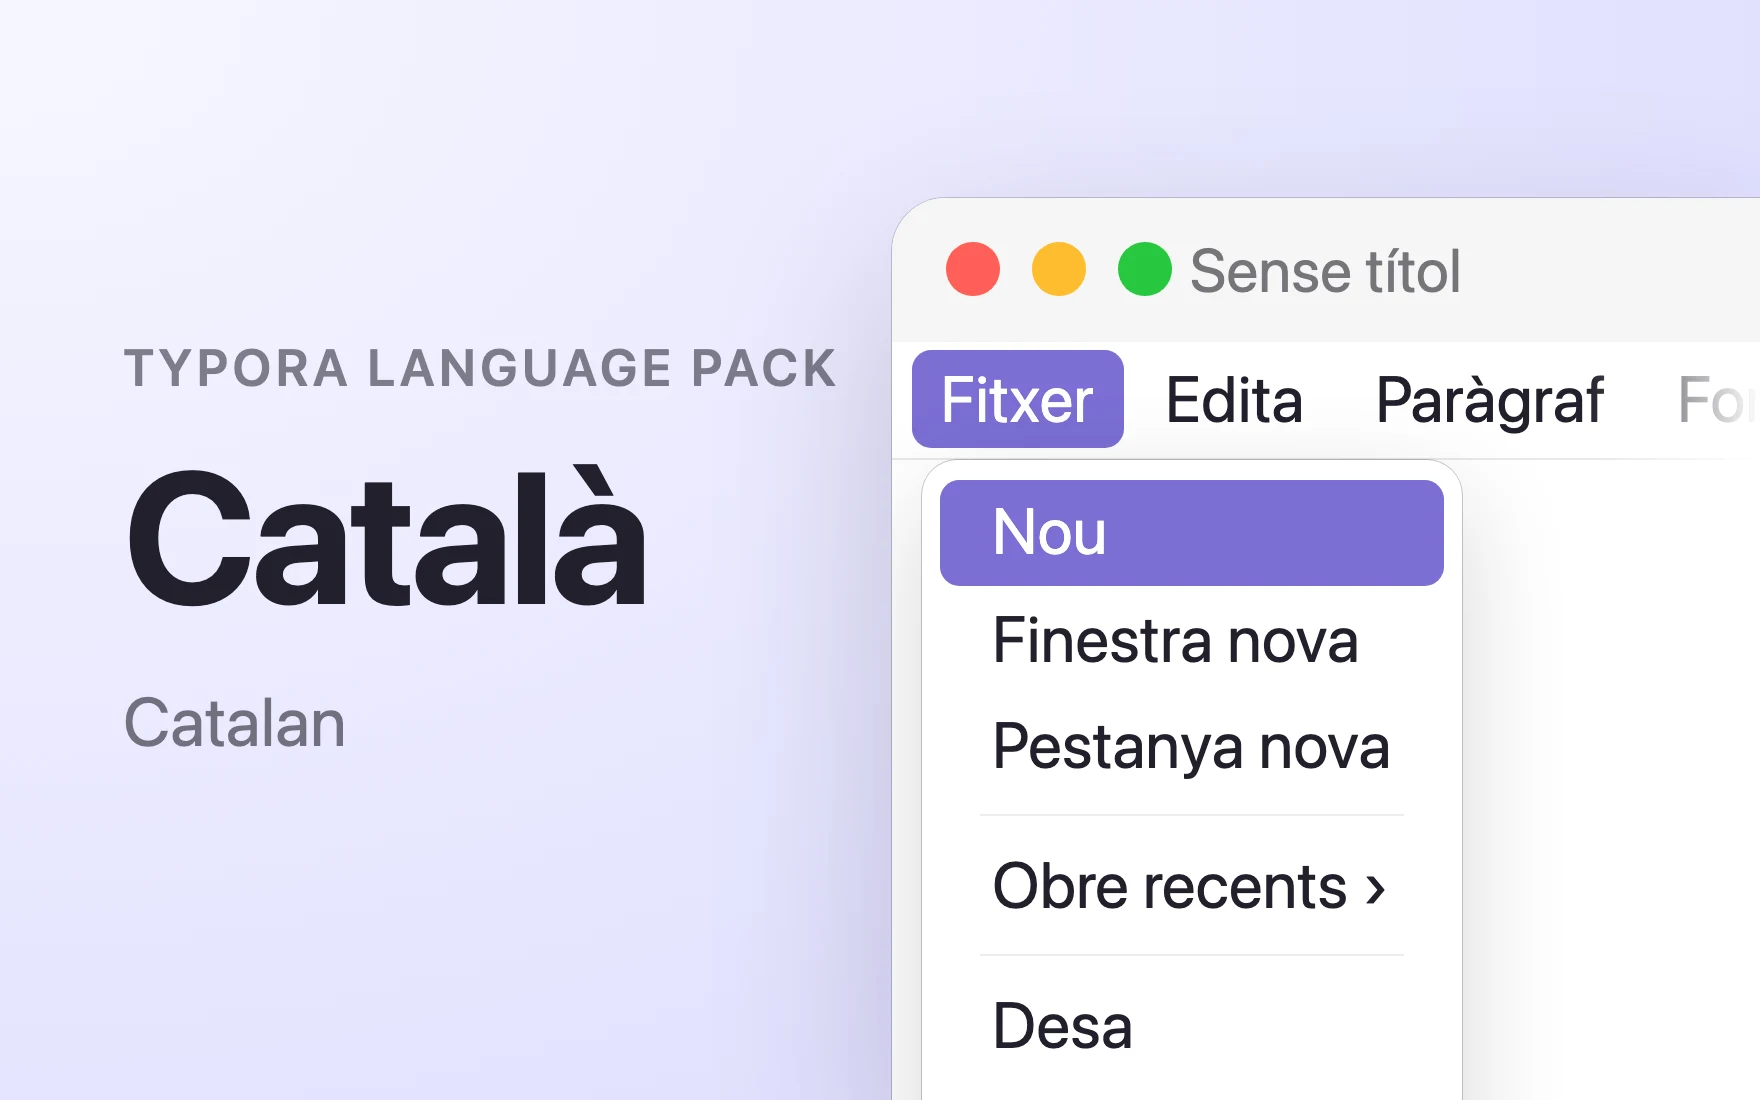 TYPORA LANGUAGE PACK
Català
Catalan
Sense títol
Fitxer Edita Paràgraf
Nou
Finestra nova
Pestanya nova
Obre recents ›
Desa